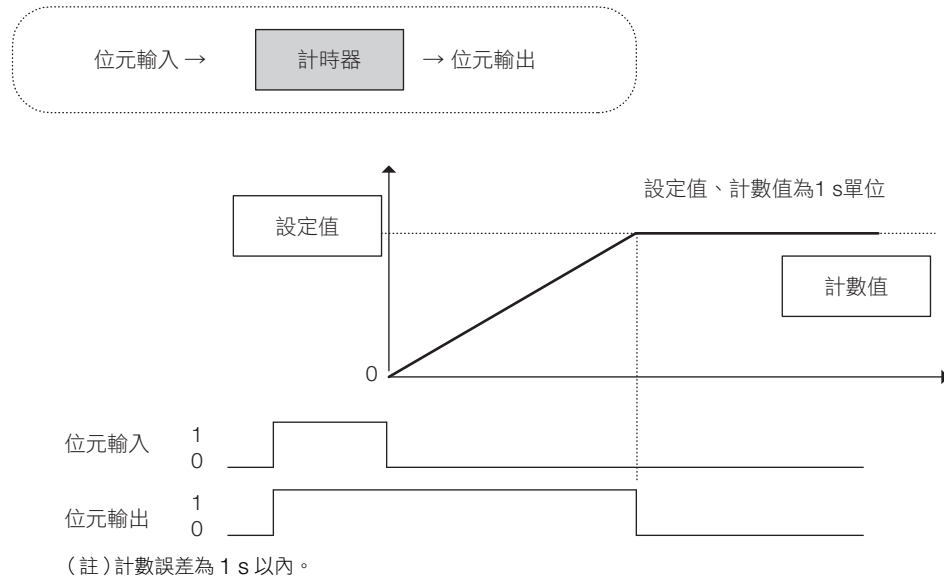 位元輸入 → 計時器 → 位元輸出
設定值、計數值為1 s單位
設定值
計數值
0
位元輸入 1
0
位元輸出 1
0
（註）計數誤差為 1 s 以內。